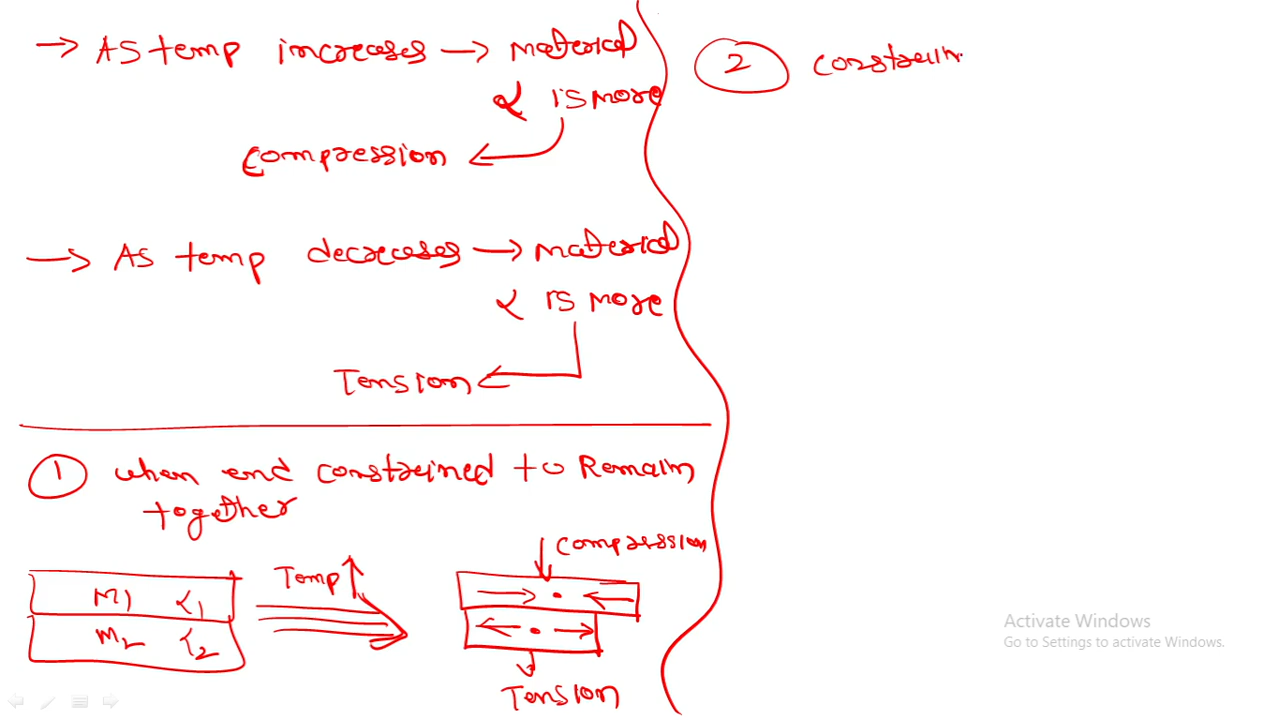 → As temp increases → material
α is more
compression ←
→ As temp decreases → material
α is more
Tension ←
① when end constrained to Remain
together
M1 α1
M2 α2
Temp ↑
compression
Tension
② constrain
Activate Windows
Go to Settings to activate Windows.